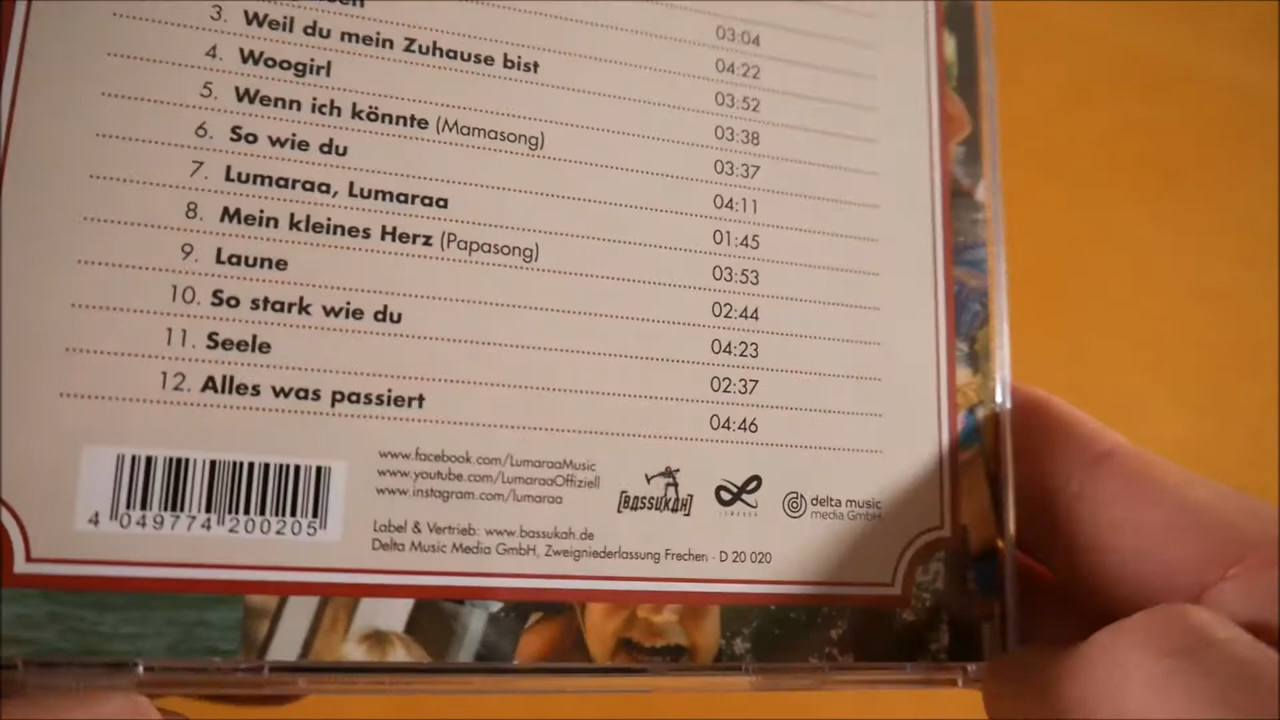 03:04
04:22
3. Weil du mein Zuhause bist 03:52
4. Woogirl 03:38
5. Wenn ich könnte (Mamasong) 03:37
6. So wie du 04:11
7. Lumaraa, Lumaraa 01:45
8. Mein kleines Herz (Papasong) 03:53
9. Laune 02:44
10. So stark wie du 04:23
11. Seele 02:37
12. Alles was passiert 04:46
4 049774 200205
www.facebook.com/LumaraaMusic
www.youtube.com/LumaraaOffiziell
www.instagram.com/lumaraa
[BASSUKAH]
delta music
media GmbH
Label & Vertrieb: www.bassukah.de
Delta Music Media GmbH, Zweigniederlassung Frechen - D 20 020